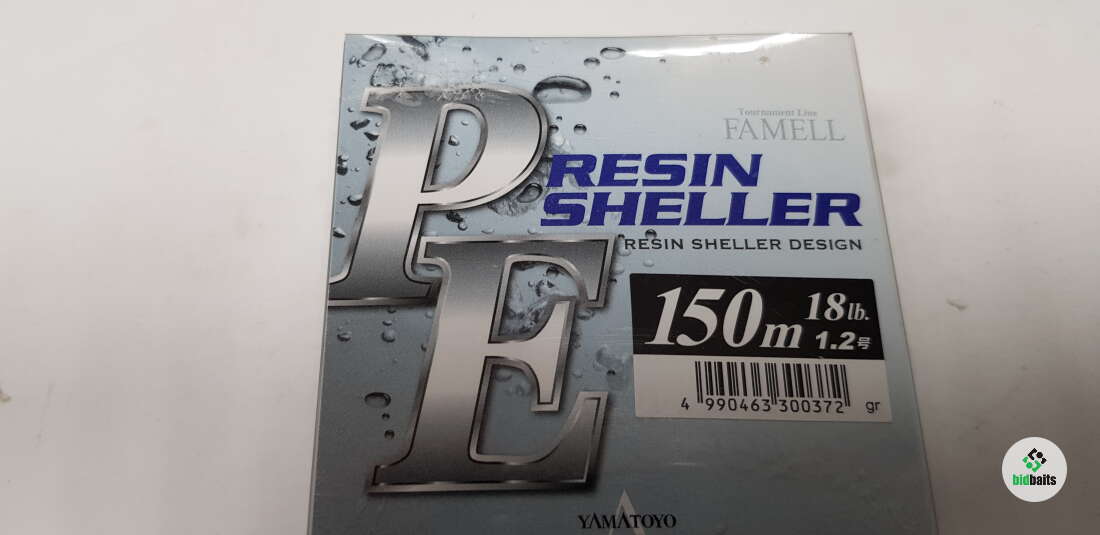 PE
Tournament Line
FAMELL
RESIN
SHELLER
RESIN SHELLER DESIGN
150m 18lb.
1.2号
4 990463 300372 gr
YAMATOYO
bidbaits